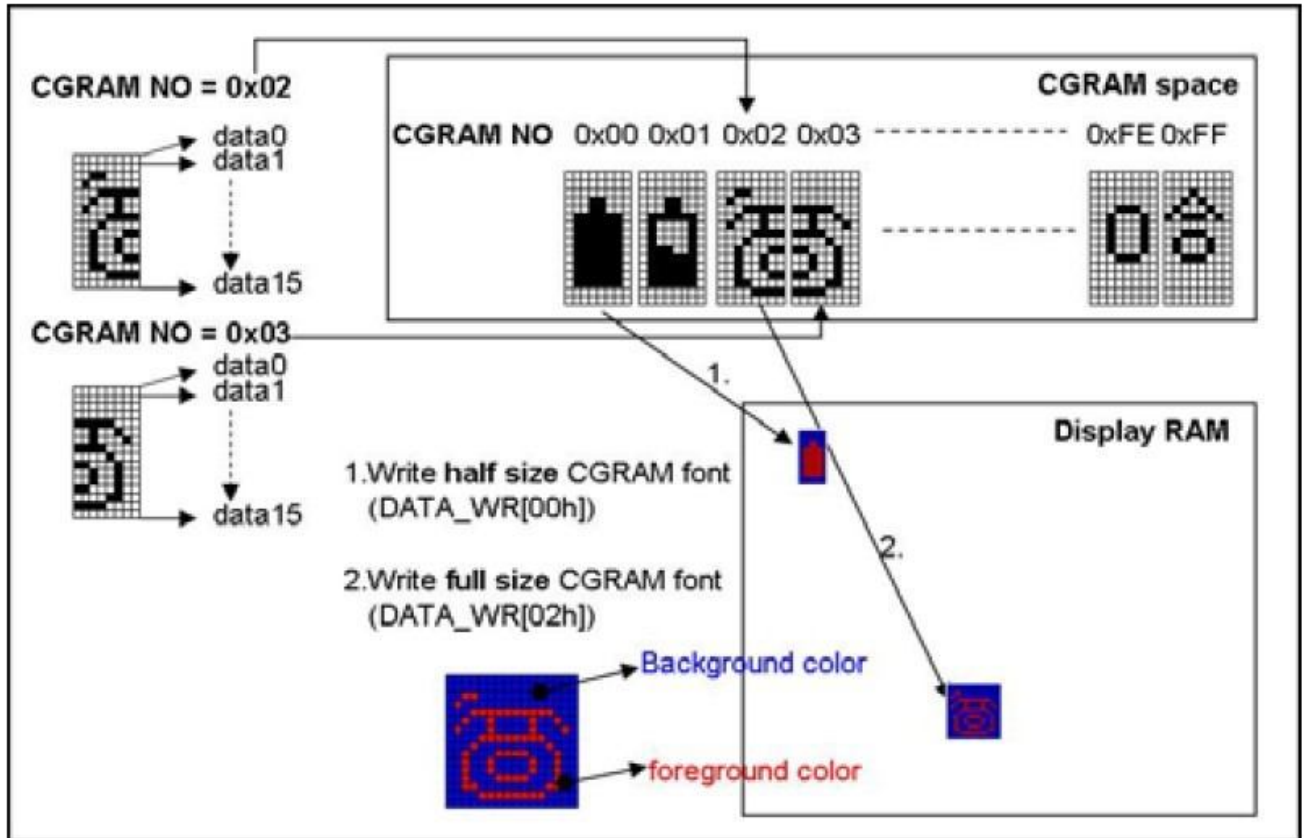 CGRAM NO = 0x02
data0
data1
data15
CGRAM NO = 0x03
data0
data1
data15
CGRAM space
CGRAM NO 0x00 0x01 0x02 0x03 0xFE 0xFF
1.
2.
Display RAM
1.Write half size CGRAM font
(DATA_WR[00h])
2.Write full size CGRAM font
(DATA_WR[02h])
Background color
foreground color